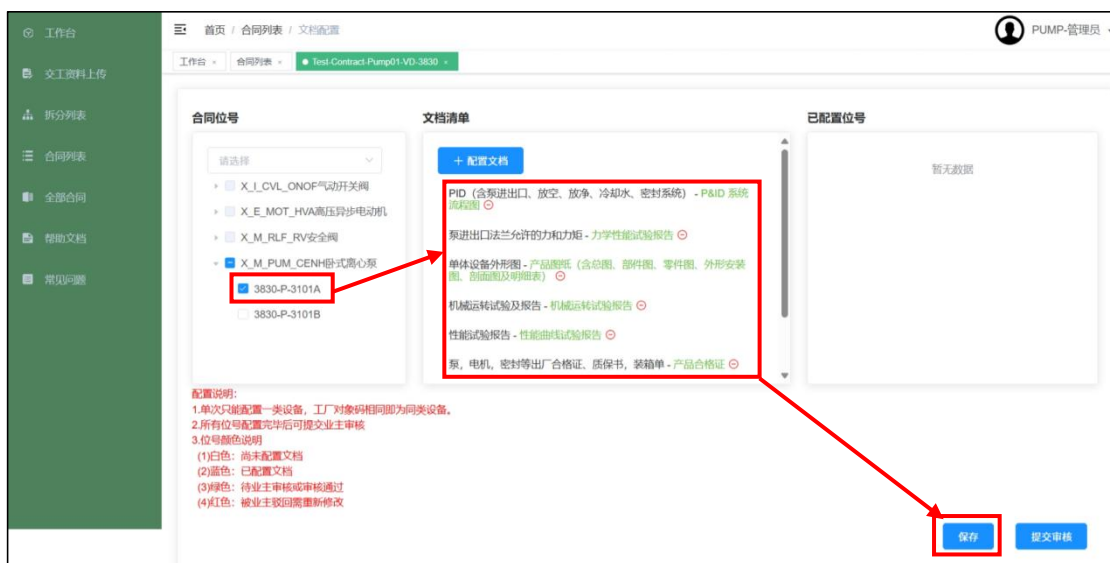 工作台
交工资料上传
拆分列表
合同列表
全部合同
帮助文档
常见问题
首页 / 合同列表 / 文档配置
PUMP-管理员
工作台 ×
合同列表 ×
Test-Contract-Pump01-VD-3830 ×
合同位号
请选择
X_I_CVL_ONOF气动开关阀
X_E_MOT_HVA高压异步电动机
X_M_RLF_RV安全阀
X_M_PUM_CENH卧式离心泵
3830-P-3101A
3830-P-3101B
文档清单
+ 配置文档
PID（含泵进出口、放空、放净、冷却水、密封系统）- P&ID 系统
流程图
泵进出口法兰允许的力和力矩 - 力学性能试验报告
单体设备外形图 - 产品图纸（含总图、部件图、零件图、外形安装
图、剖面图及明细表）
机械运转试验及报告 - 机械运转试验报告
性能试验报告 - 性能曲线试验报告
泵，电机，密封等出厂合格证、质保书，装箱单 - 产品合格证
已配置位号
暂无数据
配置说明:
1.单次只能配置一类设备，工厂对象码相同即为同类设备。
2.所有位号配置完毕后可提交业主审核
3.位号颜色说明
(1)白色：尚未配置文档
(2)蓝色：已配置文档
(3)绿色：待业主审核或审核通过
(4)红色：被业主驳回需重新修改
保存
提交审核